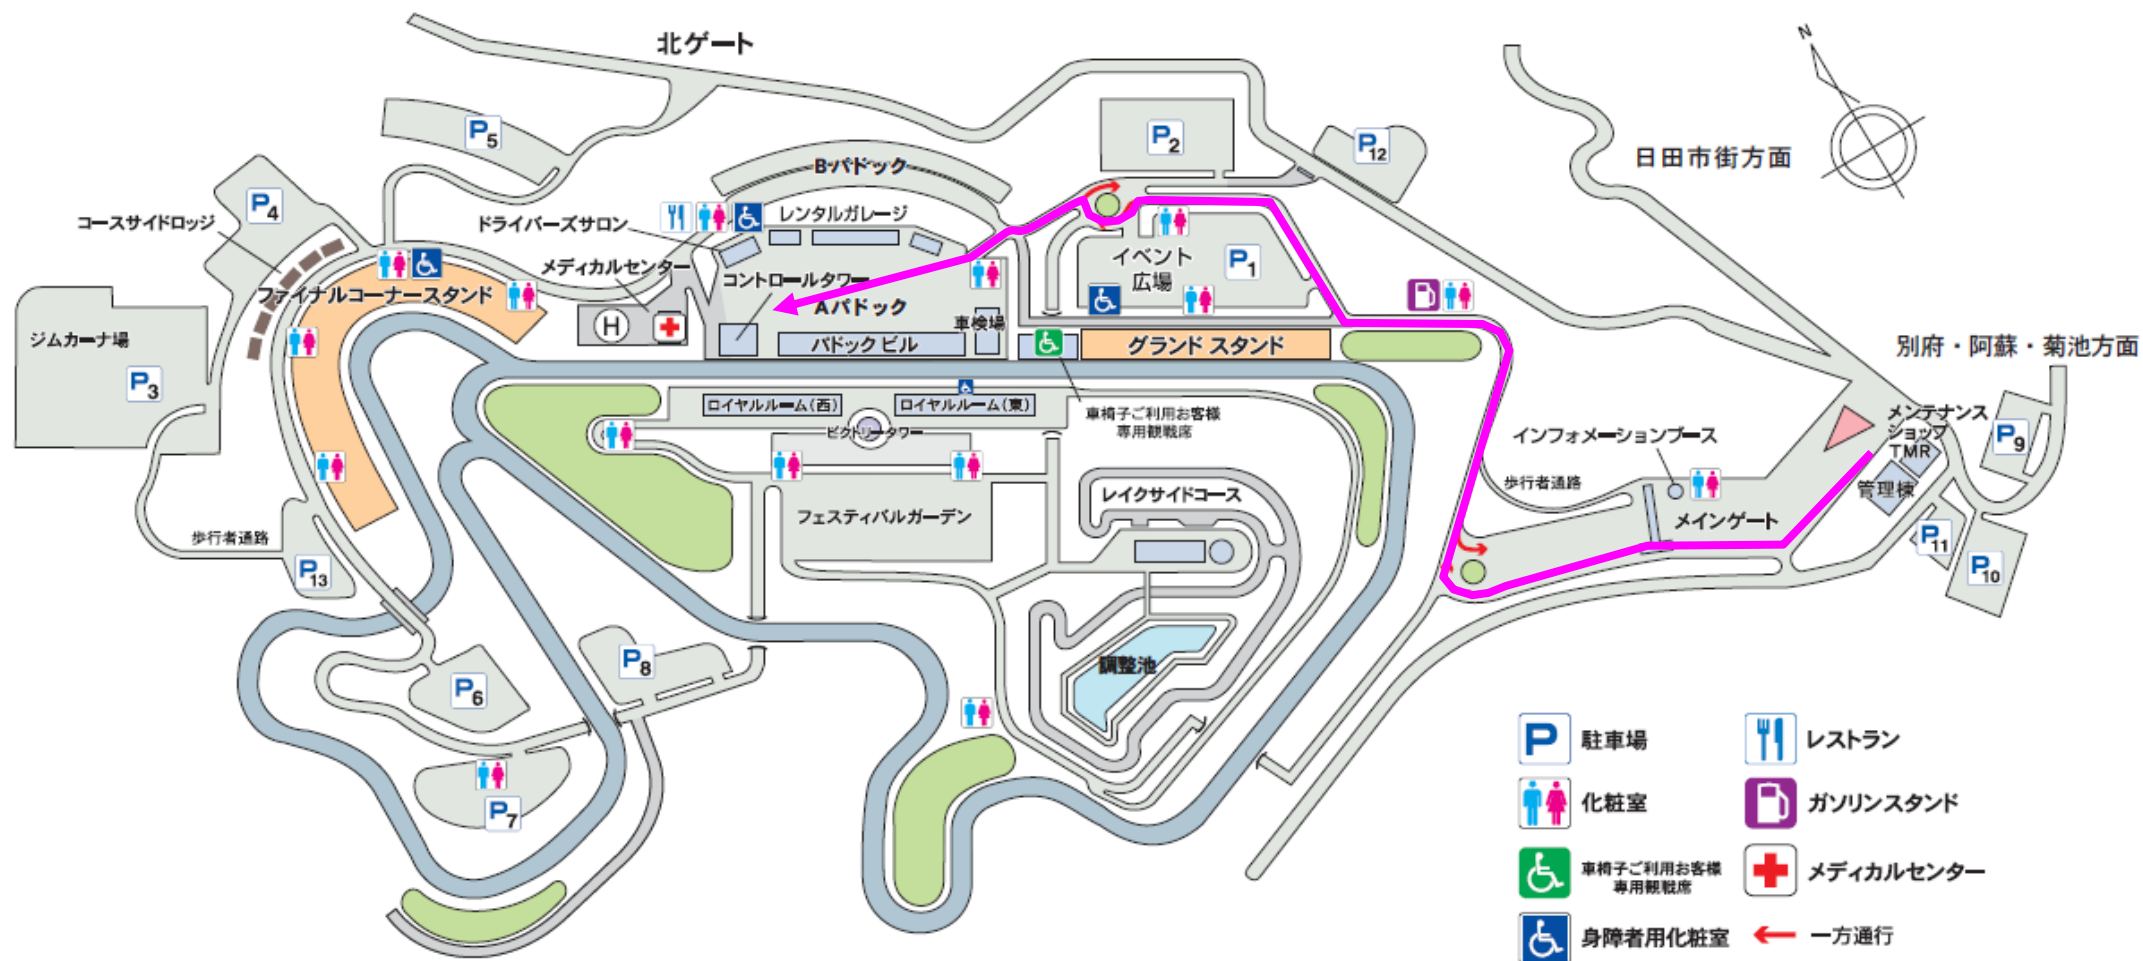 北ゲート
N
P5
P2
P12
日田市街方面
Bパドック
P4
コースサイドロッジ
ドライバーズサロン
レンタルガレージ
メディカルセンター
コントロールタワー
イベント
広場
P1
ファイナルコーナースタンド
Aパドック
H
車検場
ジムカーナ場
パドック ビル
グランド スタンド
別府・阿蘇・菊池方面
P3
ロイヤルルーム(西)
ロイヤルルーム(東)
ビクトリータワー
車椅子ご利用お客様
専用観戦席
メンテナンス
ショップ
TMR
P9
インフォメーションブース
歩行者通路
管理棟
レイクサイドコース
フェスティバルガーデン
メインゲート
歩行者通路
P11
P10
P13
調整池
P8
P6
P7
P 駐車場
レストラン
化粧室
ガソリンスタンド
車椅子ご利用お客様
専用観戦席
メディカルセンター
身障者用化粧室
一方通行